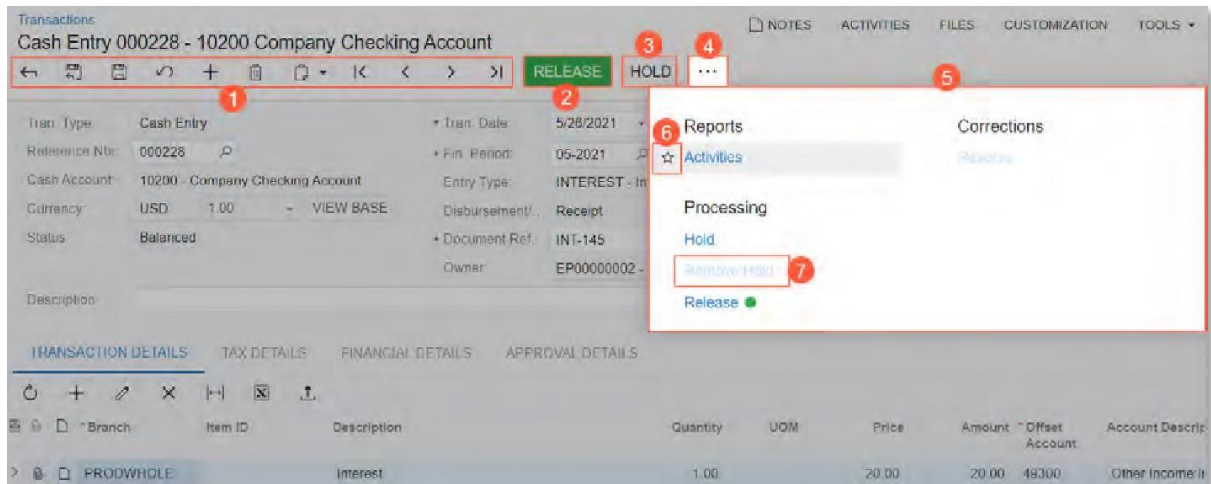 Transactions
NOTES ACTIVITIES FILES CUSTOMIZATION TOOLS
Cash Entry 000228 - 10200 Company Checking Account
3 4
RELEASE HOLD ...
5
1 2
Tran. Type: Cash Entry * Tran. Date: 5/26/2021
6 Reports Corrections
Reference Nbr.: 000228 * Fin. Period: 05-2021
Activities Reverse
Cash Account: 10200 - Company Checking Account Entry Type: INTEREST - In
Currency: USD 1.00 VIEW BASE Disbursement/... Receipt
Processing
Status: Balanced * Document Ref.: INT-145
Hold
Owner: EP00000002 -
Remove Hold 7
Description:
Release
TRANSACTION DETAILS TAX DETAILS FINANCIAL DETAILS APPROVAL DETAILS
*Branch Item ID Description Quantity UOM Price Amount *Offset Account Account Descrip
PRODWHOLE Interest 1.00 20.00 20.00 49300 Other Income I